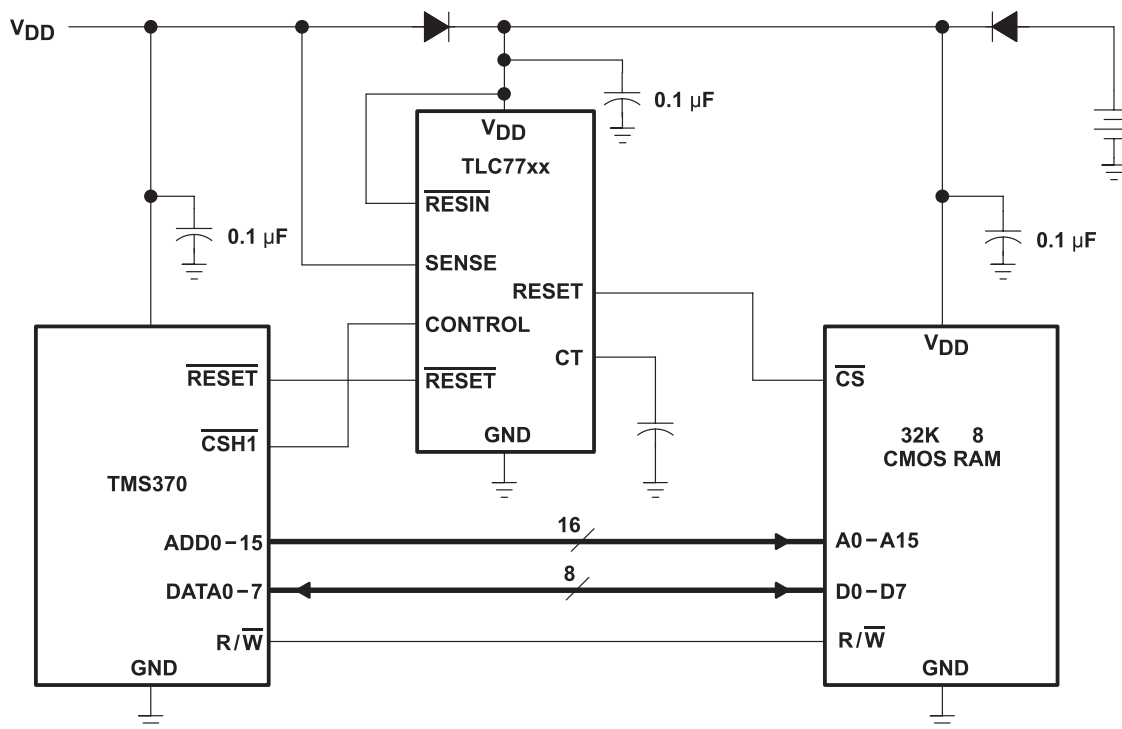 VDD
0.1 µF
VDD
TLC77xx
RESIN
0.1 µF
0.1 µF
SENSE
RESET
CONTROL
VDD
CT
RESET
RESET
CS
CSH1
GND
32K 8
CMOS RAM
TMS370
16
ADD0−15
A0−A15
8
DATA0−7
D0−D7
R/W
R/W
GND
GND